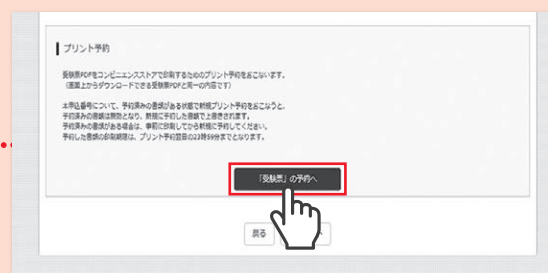 プリント予約
受験票PDFをコンビニエンスストアで印刷するためのプリント予約をおこないます。
（画面上からダウンロードできる受験票PDFと同一の内容です）
本申込番号について、予約済みの書類がある状態で新規プリント予約をおこなうと、
予約済みの書類は無効となり、新規に予約した書類で上書きされます。
予約済みの書類がある場合は、事前に印刷してから新規に予約してください。
予約した書類の印刷期限は、プリント予約翌日の23時59分までとなります。
「受験票」の予約へ
戻る